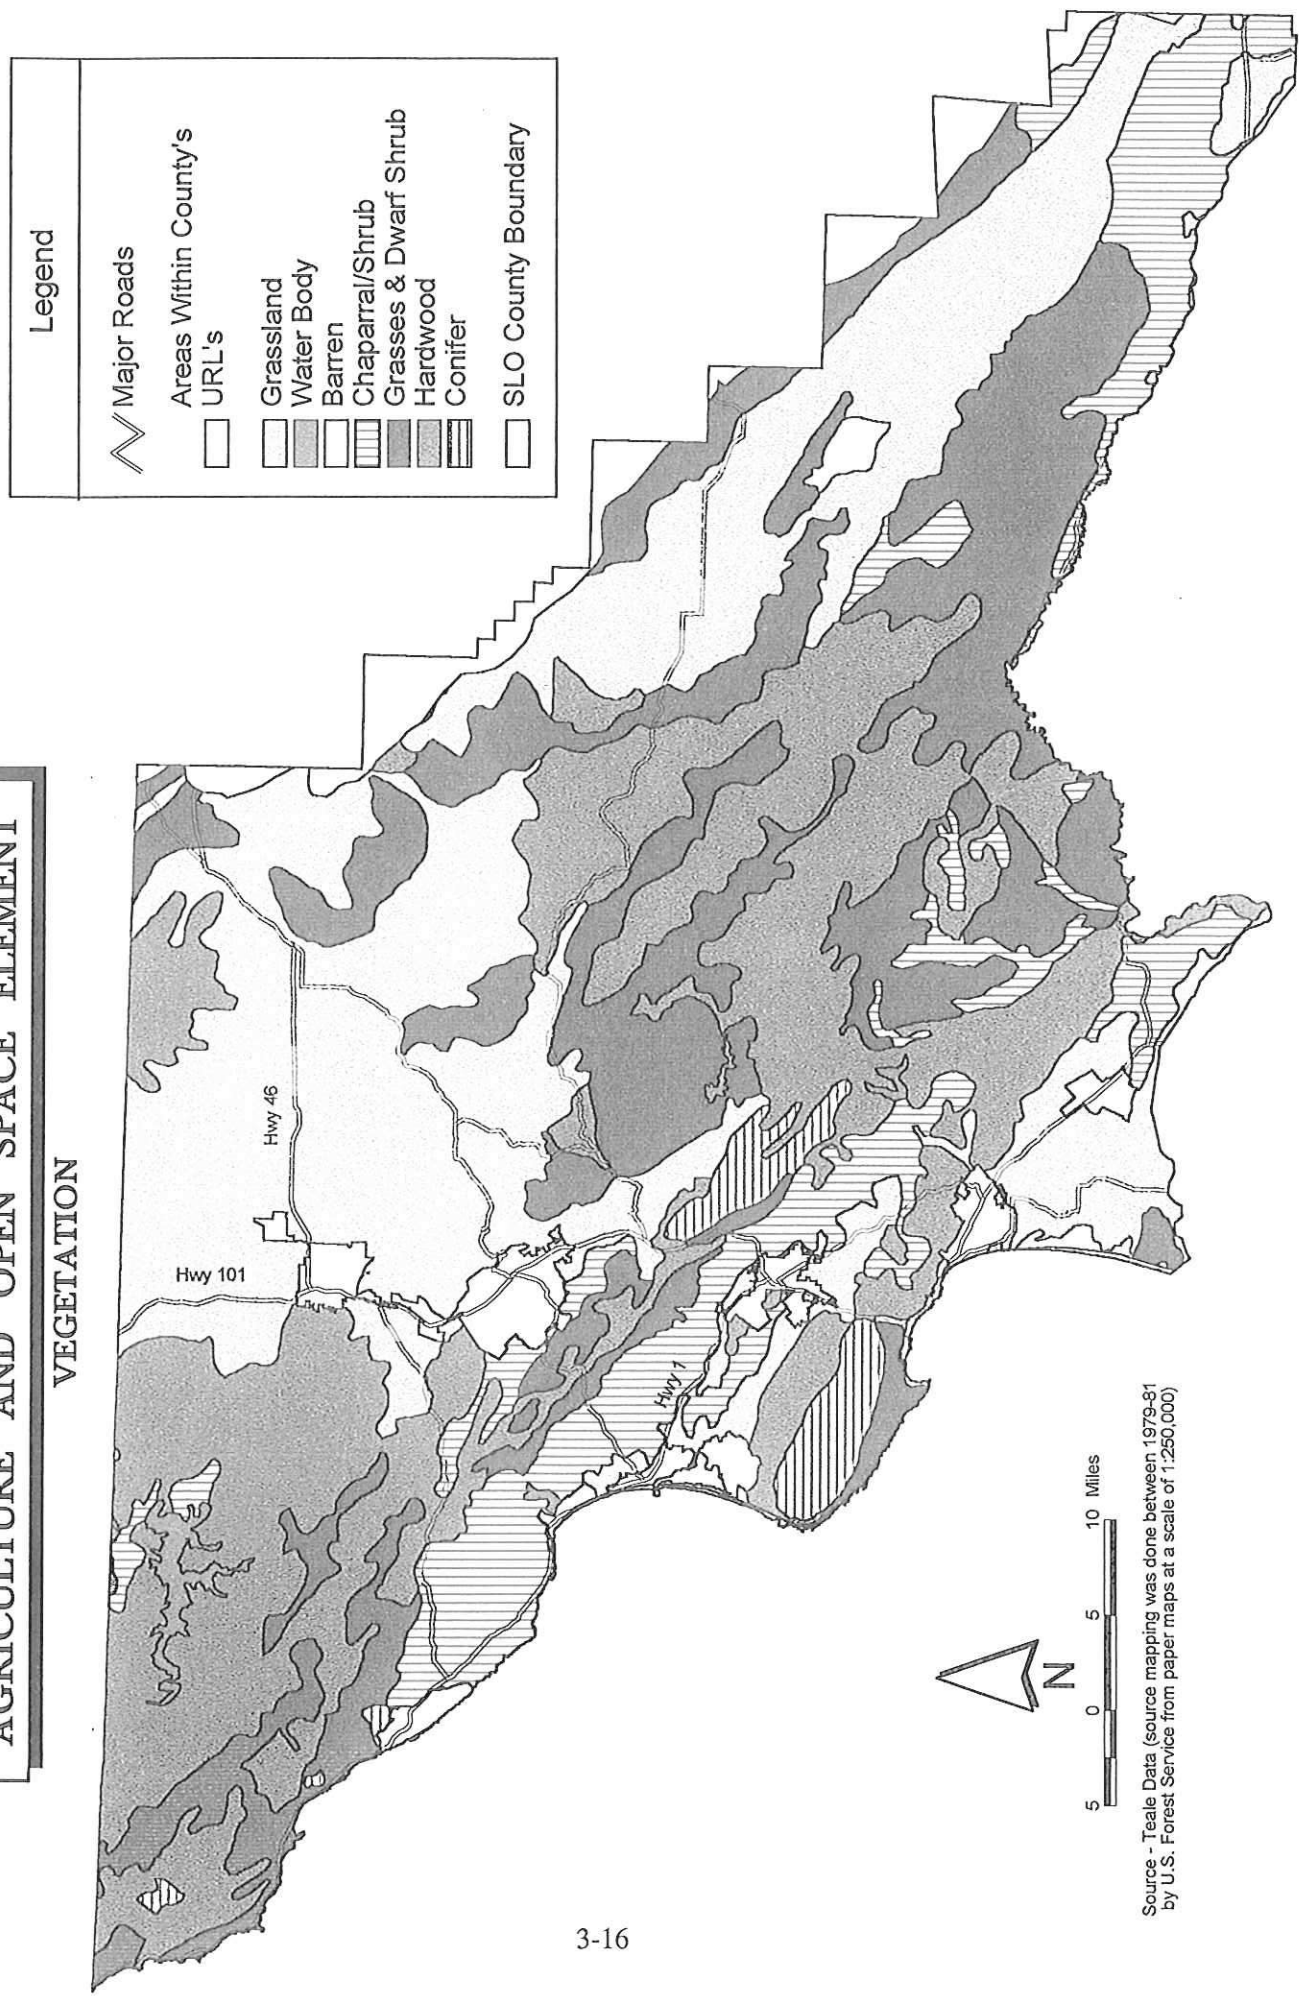 AGRICULTURE AND OPEN SPACE ELEMENT
VEGETATION
Legend
Major Roads
Areas Within County's
URL's
Grassland
Water Body
Barren
Chaparral/Shrub
Grasses & Dwarf Shrub
Hardwood
Conifer
SLO County Boundary
Hwy 101
Hwy 46
Hwy 1
N
5 0 5 10 Miles
Source - Teale Data (source mapping was done between 1979-81
by U.S. Forest Service from paper maps at a scale of 1:250,000)
3-16